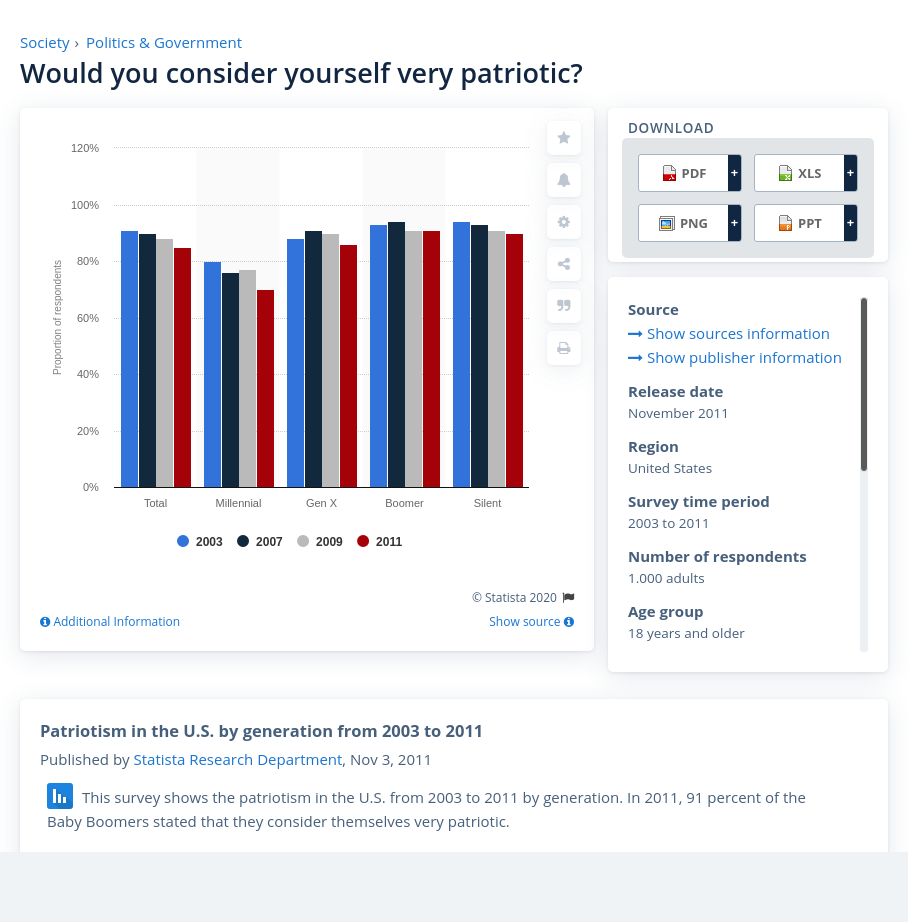 Society › Politics & Government
Would you consider yourself very patriotic?
120%
100%
80%
60%
40%
20%
0%
Proportion of respondents
Total Millennial Gen X Boomer Silent
2003 2007 2009 2011
© Statista 2020
Additional Information
Show source
DOWNLOAD
PDF + XLS +
PNG + PPT +
Source
Show sources information
Show publisher information
Release date
November 2011
Region
United States
Survey time period
2003 to 2011
Number of respondents
1.000 adults
Age group
18 years and older
Patriotism in the U.S. by generation from 2003 to 2011
Published by Statista Research Department, Nov 3, 2011
This survey shows the patriotism in the U.S. from 2003 to 2011 by generation. In 2011, 91 percent of the
Baby Boomers stated that they consider themselves very patriotic.